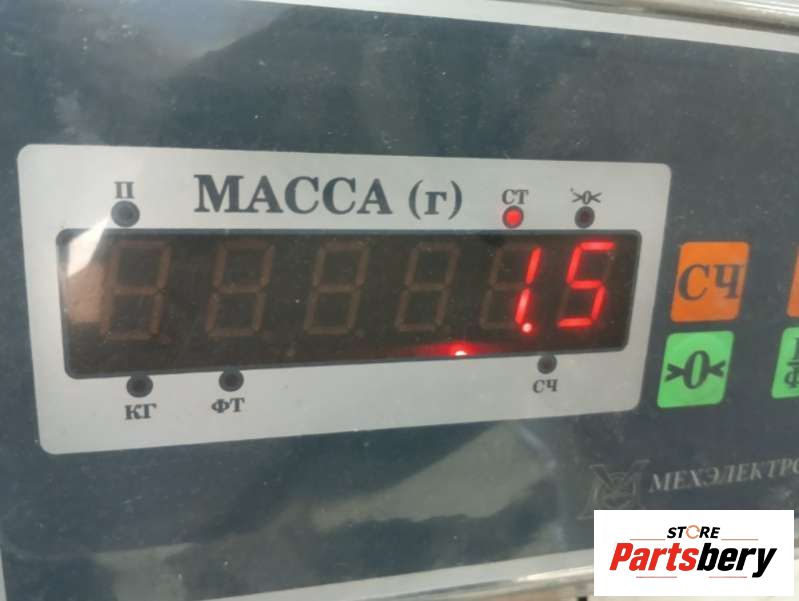 П МАССА (г) СТ >0<
1.5
КГ ФТ СЧ
СЧ
>0<
МЕХЭЛЕКТРО
STORE
Partsbery